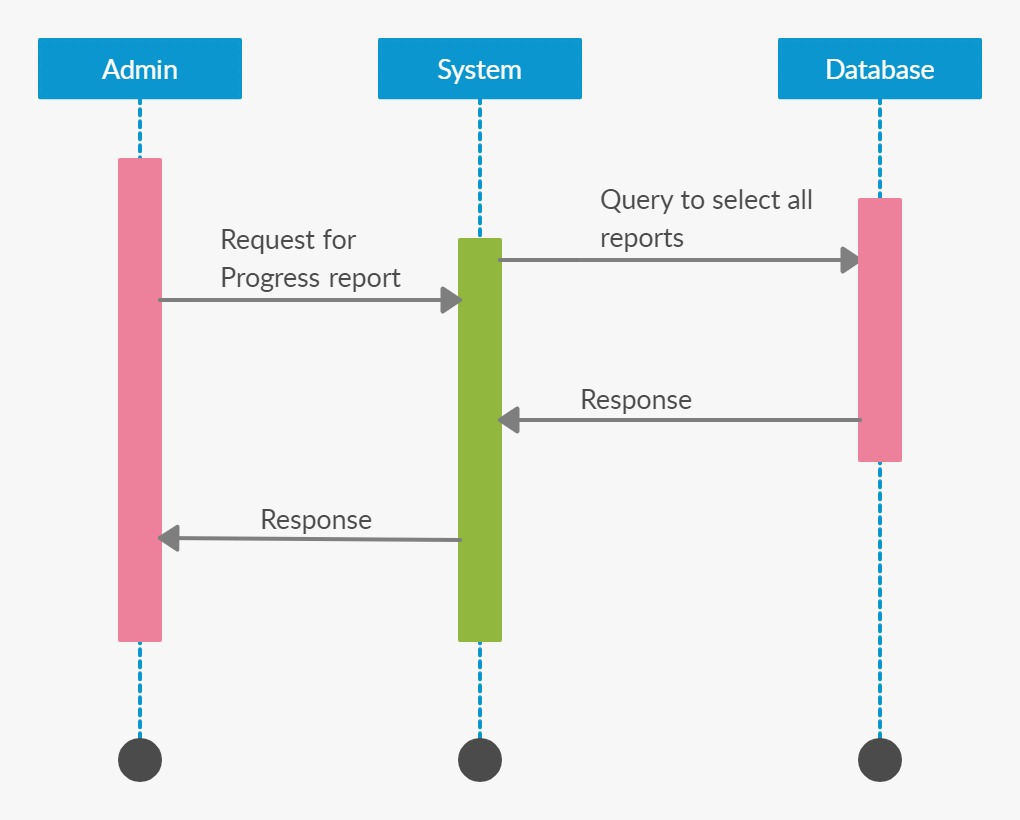 Admin
System
Database
Query to select all
reports
Request for
Progress report
Response
Response